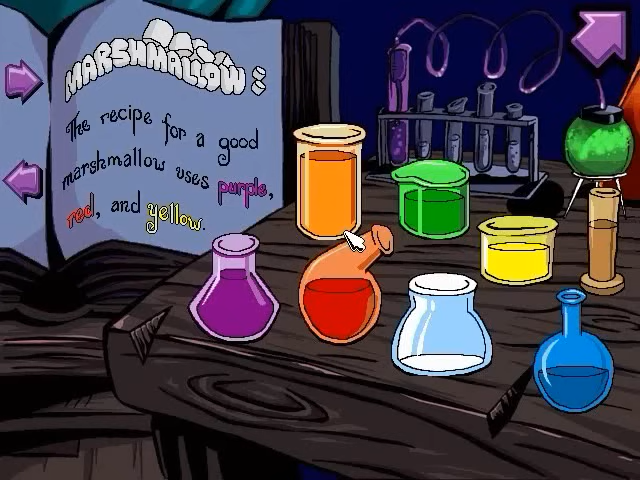 MARSHMALLOW:
The recipe for a good
marshmallow uses purple,
red, and yellow.